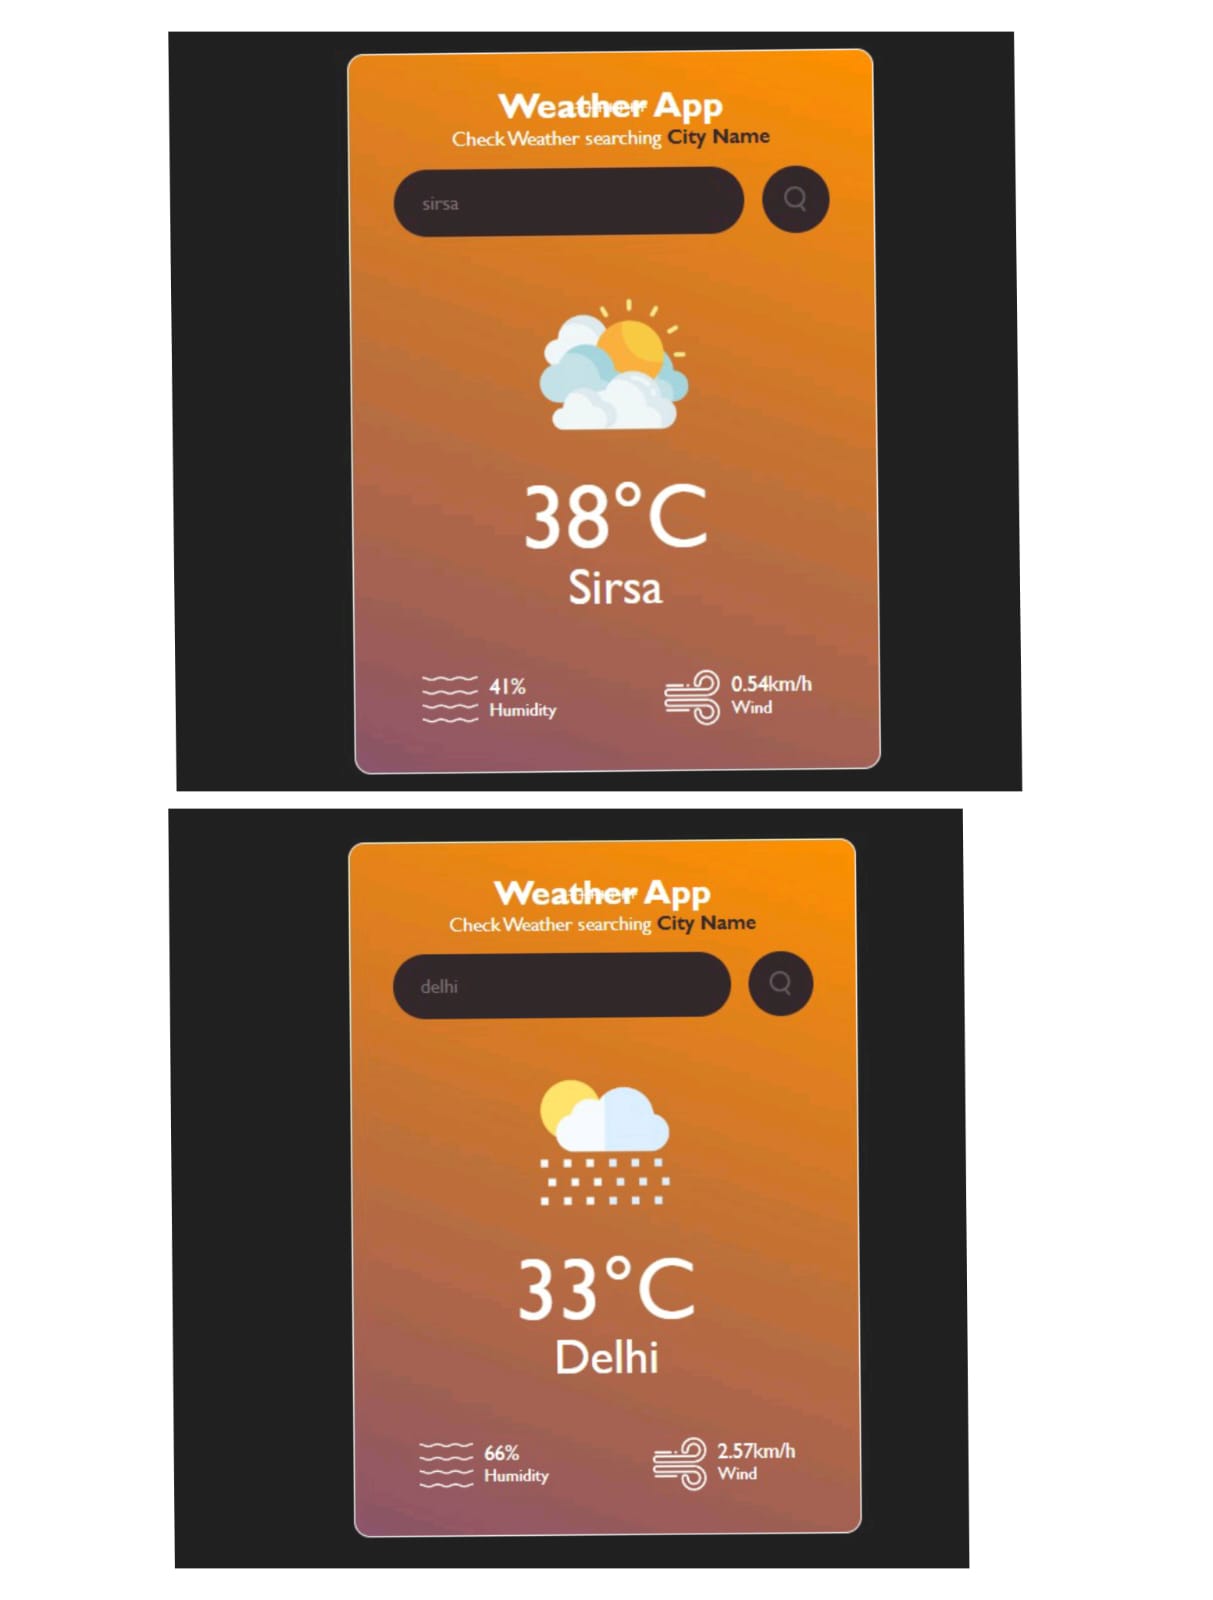 Weather App
Check Weather searching City Name
sirsa
38°C
Sirsa
41%
Humidity
0.54km/h
Wind
Weather App
Check Weather searching City Name
delhi
33°C
Delhi
66%
Humidity
2.57km/h
Wind